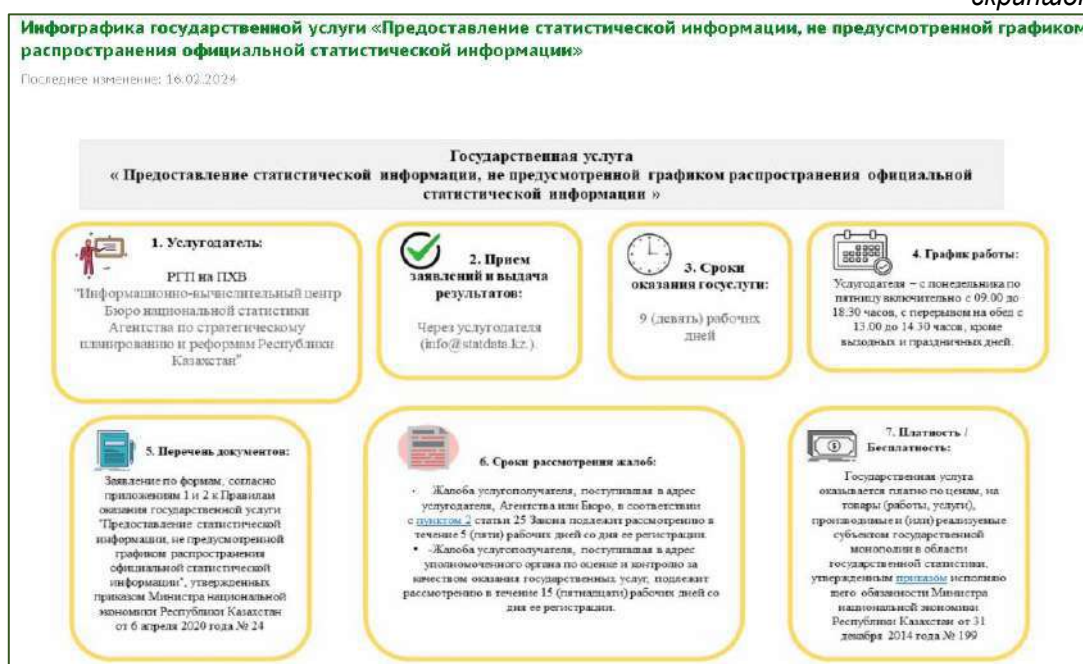 Инфографика государственной услуги «Предоставление статистической информации, не предусмотренной графиком
распространения официальной статистической информации»
Последнее изменение: 16.02.2024
Государственная услуга
« Предоставление статистической информации, не предусмотренной графиком распространения официальной
статистической информации »
1. Услугодатель:
РГП на ПХВ
"Информационно-вычислительный центр
Бюро национальной статистики
Агентства по стратегическому
планированию и реформам Республики
Казахстан"
2. Прием
заявлений и выдача
результатов:
Через услугодателя
(info@statdata.kz.).
3. Сроки
оказания госуслуги:
9 (девять) рабочих
дней
4. График работы:
Услугодателя – с понедельника по
пятницу включительно с 09.00 до
18.30 часов, с перерывом на обед с
13.00 до 14.30 часов, кроме
выходных и праздничных дней.
5. Перечень документов:
Заявление по формам, согласно
приложениям 1 и 2 к Правилам
оказания государственной услуги
"Предоставление статистической
информации, не предусмотренной
графиком распространения
официальной статистической
информации", утвержденных
приказом Министра национальной
экономики Республики Казахстан
от 6 апреля 2020 года № 24
6. Сроки рассмотрения жалоб:
- Жалоба услугополучателя, поступившая в адрес
услугодателя, Агентства или Бюро, в соответствии
с пунктом 2 статьи 25 Закона подлежит рассмотрению в
течение 5 (пяти) рабочих дней со дня ее регистрации.
• -Жалоба услугополучателя, поступившая в адрес
уполномоченного органа по оценке и контролю за
качеством оказания государственных услуг, подлежит
рассмотрению в течение 15 (пятнадцати) рабочих дней со
дня ее регистрации.
7. Платность /
Бесплатность:
Государственная услуга
оказывается платно по ценам, на
товары (работы, услуги),
производимые и (или) реализуемые
субъектом государственной
монополии в области
государственной статистики,
утвержденным приказом исполняю
щего обязанности Министра
национальной экономики
Республики Казахстан от 31
декабря 2014 года № 199